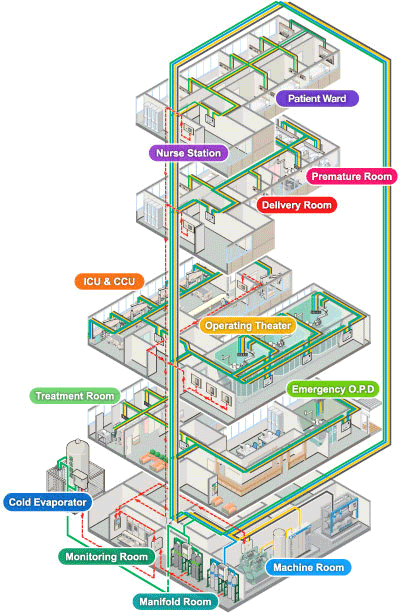 Patient Ward
Nurse Station
Premature Room
Delivery Room
ICU & CCU
Operating Theater
Emergency O.P.D
Treatment Room
Cold Evaporator
Monitoring Room
Machine Room
Manifold Room